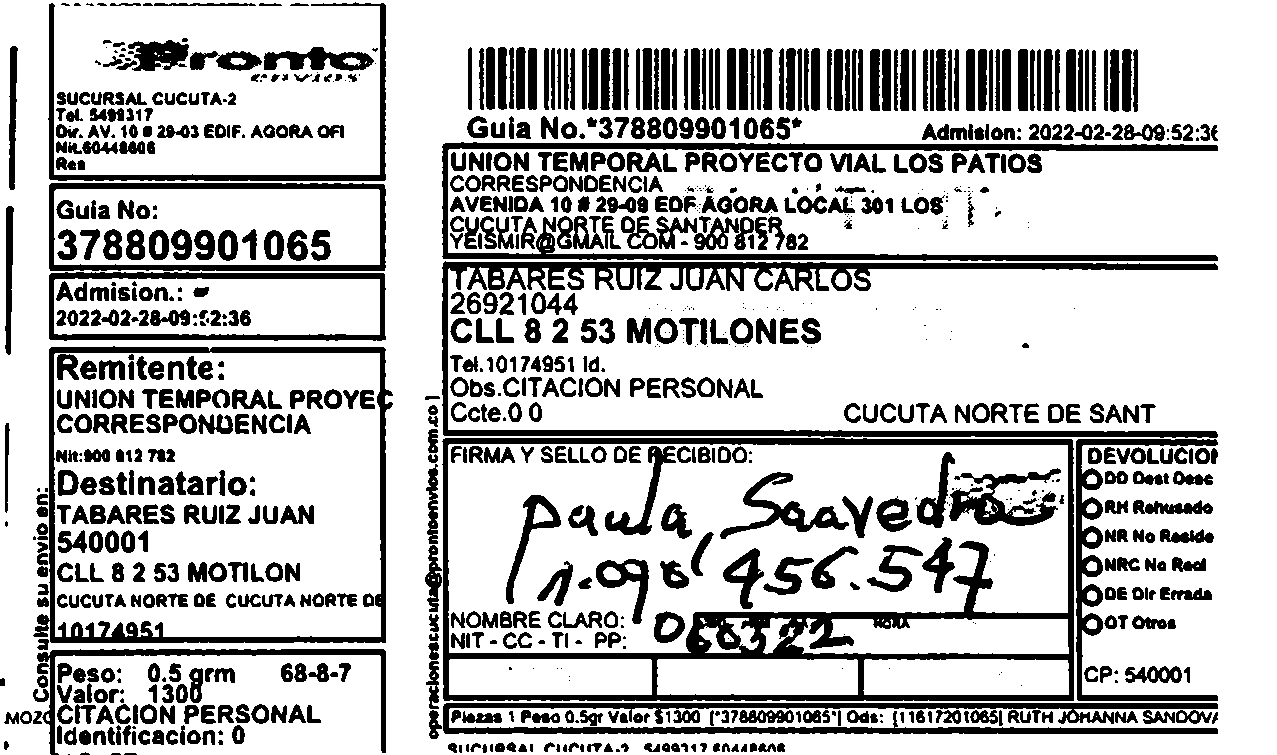 Pronto
envios
SUCURSAL CUCUTA-2
Tel. 5499317
Dir. AV. 10 # 29-03 EDIF. AGORA OFI
Nit.60448606
Res
Guia No:
378809901065
Admision.:
2022-02-28-09:52:36
Remitente:
UNION TEMPORAL PROYEC
CORRESPONDENCIA
Nit:900 812 782
Destinatario:
TABARES RUIZ JUAN
540001
CLL 8 2 53 MOTILON
CUCUTA NORTE DE CUCUTA NORTE DE
10174951
Peso: 0.5 grm 68-8-7
Valor: 1300
CITACION PERSONAL
Identificacion: 0
Consulte su envio en:
MOZO
Guia No.*378809901065*
Admision: 2022-02-28-09:52:36
UNION TEMPORAL PROYECTO VIAL LOS PATIOS
CORRESPONDENCIA
AVENIDA 10 # 29-09 EDF AGORA LOCAL 301 LOS
CUCUTA NORTE DE SANTANDER
YEISMIR@GMAIL COM - 900 812 782
TABARES RUIZ JUAN CARLOS
26921044
CLL 8 2 53 MOTILONES
Tel.10174951 Id.
Obs.CITACION PERSONAL
Ccte.0 0
CUCUTA NORTE DE SANT
operacionescucuta@prontoenvios.com.co
FIRMA Y SELLO DE RECIBIDO:
Paula Saavedra
1.090'456.547
NOMBRE CLARO:
HORA
NIT - CC - TI - PP:
DEVOLUCION
DD Dest Desc
RH Rehusado
NR No Reside
NRC No Recl
DE Dir Errada
OT Otros
CP: 540001
Piezas 1 Peso 0.5gr Valor $1300 [*378809901065*] Ods: [11617201065] RUTH JOHANNA SANDOVA
SUCURSAL CUCUTA-2 5499317 60448606